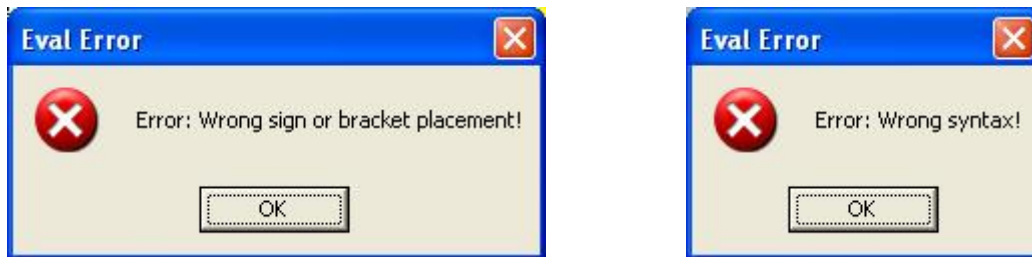 Eval Error
Error: Wrong sign or bracket placement!
OK
Eval Error
Error: Wrong syntax!
OK